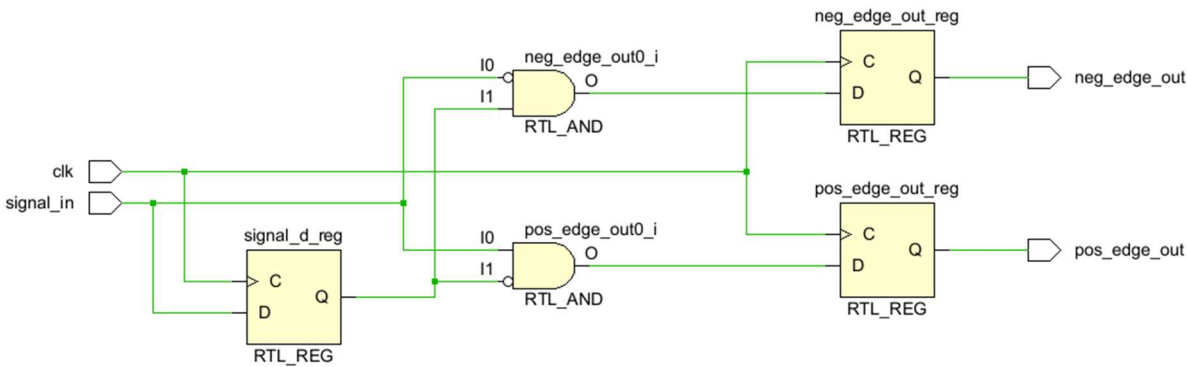 neg_edge_out_reg
neg_edge_out0_i
I0
O
C
Q
neg_edge_out
I1
D
RTL_AND
RTL_REG
clk
pos_edge_out_reg
signal_in
signal_d_reg
pos_edge_out0_i
I0
O
C
Q
pos_edge_out
I1
D
C
Q
RTL_AND
RTL_REG
D
RTL_REG